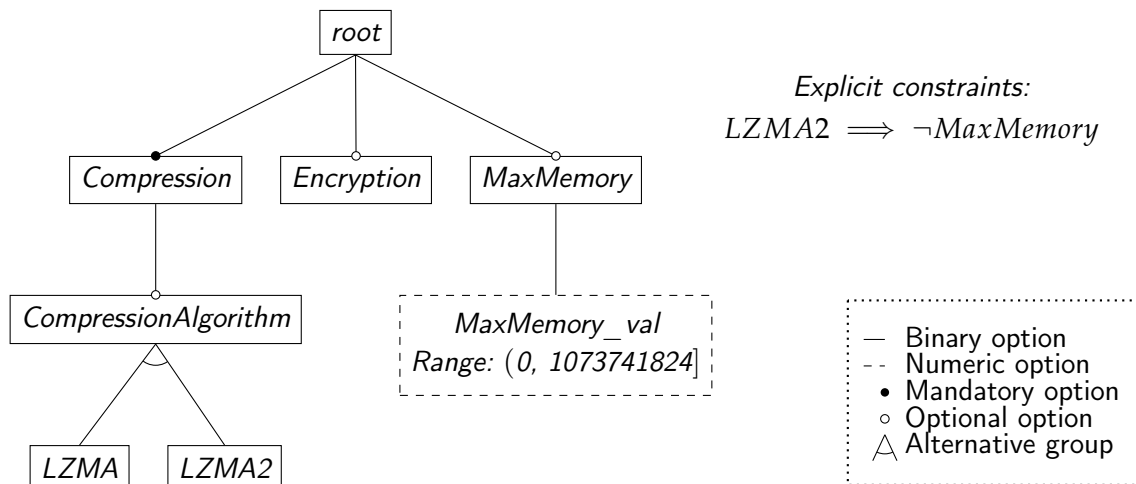 root
Explicit constraints:
LZMA2 ⟹ ¬MaxMemory
Compression
Encryption
MaxMemory
CompressionAlgorithm
MaxMemory_val
Range: (0, 1073741824]
LZMA
LZMA2
Binary option
Numeric option
Mandatory option
Optional option
Alternative group